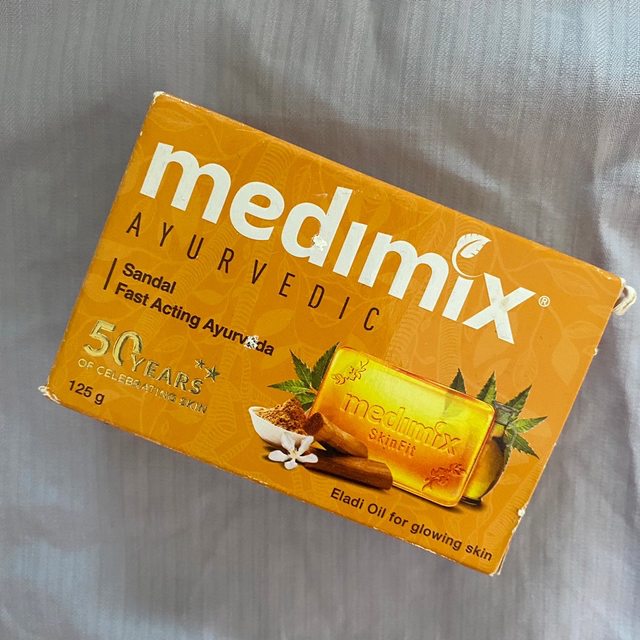 medimix®
AYURVEDIC
Sandal
Fast Acting Ayurveda
50 YEARS
OF CELEBRATING SKIN
125 g
medimix
SkinFit
Eladi Oil for glowing skin